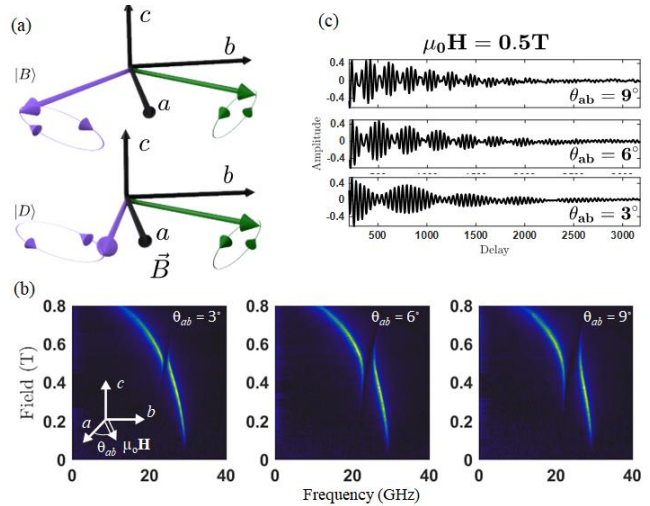 (a)
c
b
a
|B⟩
c
b
a
|D⟩
B⃗
(c)
μ₀H = 0.5T
Amplitude
0.4
0
-0.4
θab = 9°
0.4
0
-0.4
θab = 6°
0.4
0
-0.4
θab = 3°
500 1000 1500 2000 2500 3000
Delay
(b)
Field (T)
0.8
0.6
0.4
0.2
0
θab = 3°
θab = 6°
θab = 9°
c
a
b
θab
μ₀H
0 20 40
0 20 40
0 20 40
Frequency (GHz)